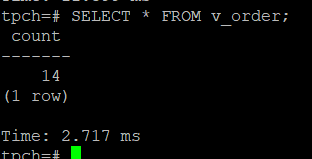 tpch=# SELECT * FROM v_order;
count
-------
14
(1 row)
Time: 2.717 ms
tpch=#